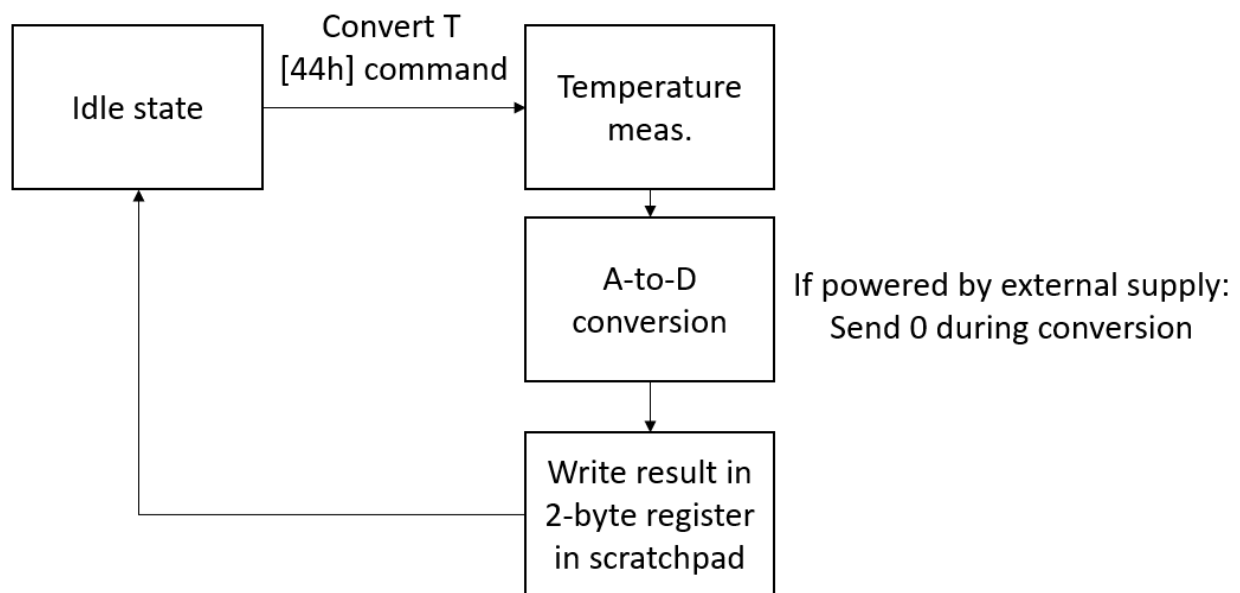 Idle state
Convert T
[44h] command
Temperature
meas.
A-to-D
conversion
If powered by external supply:
Send 0 during conversion
Write result in
2-byte register
in scratchpad